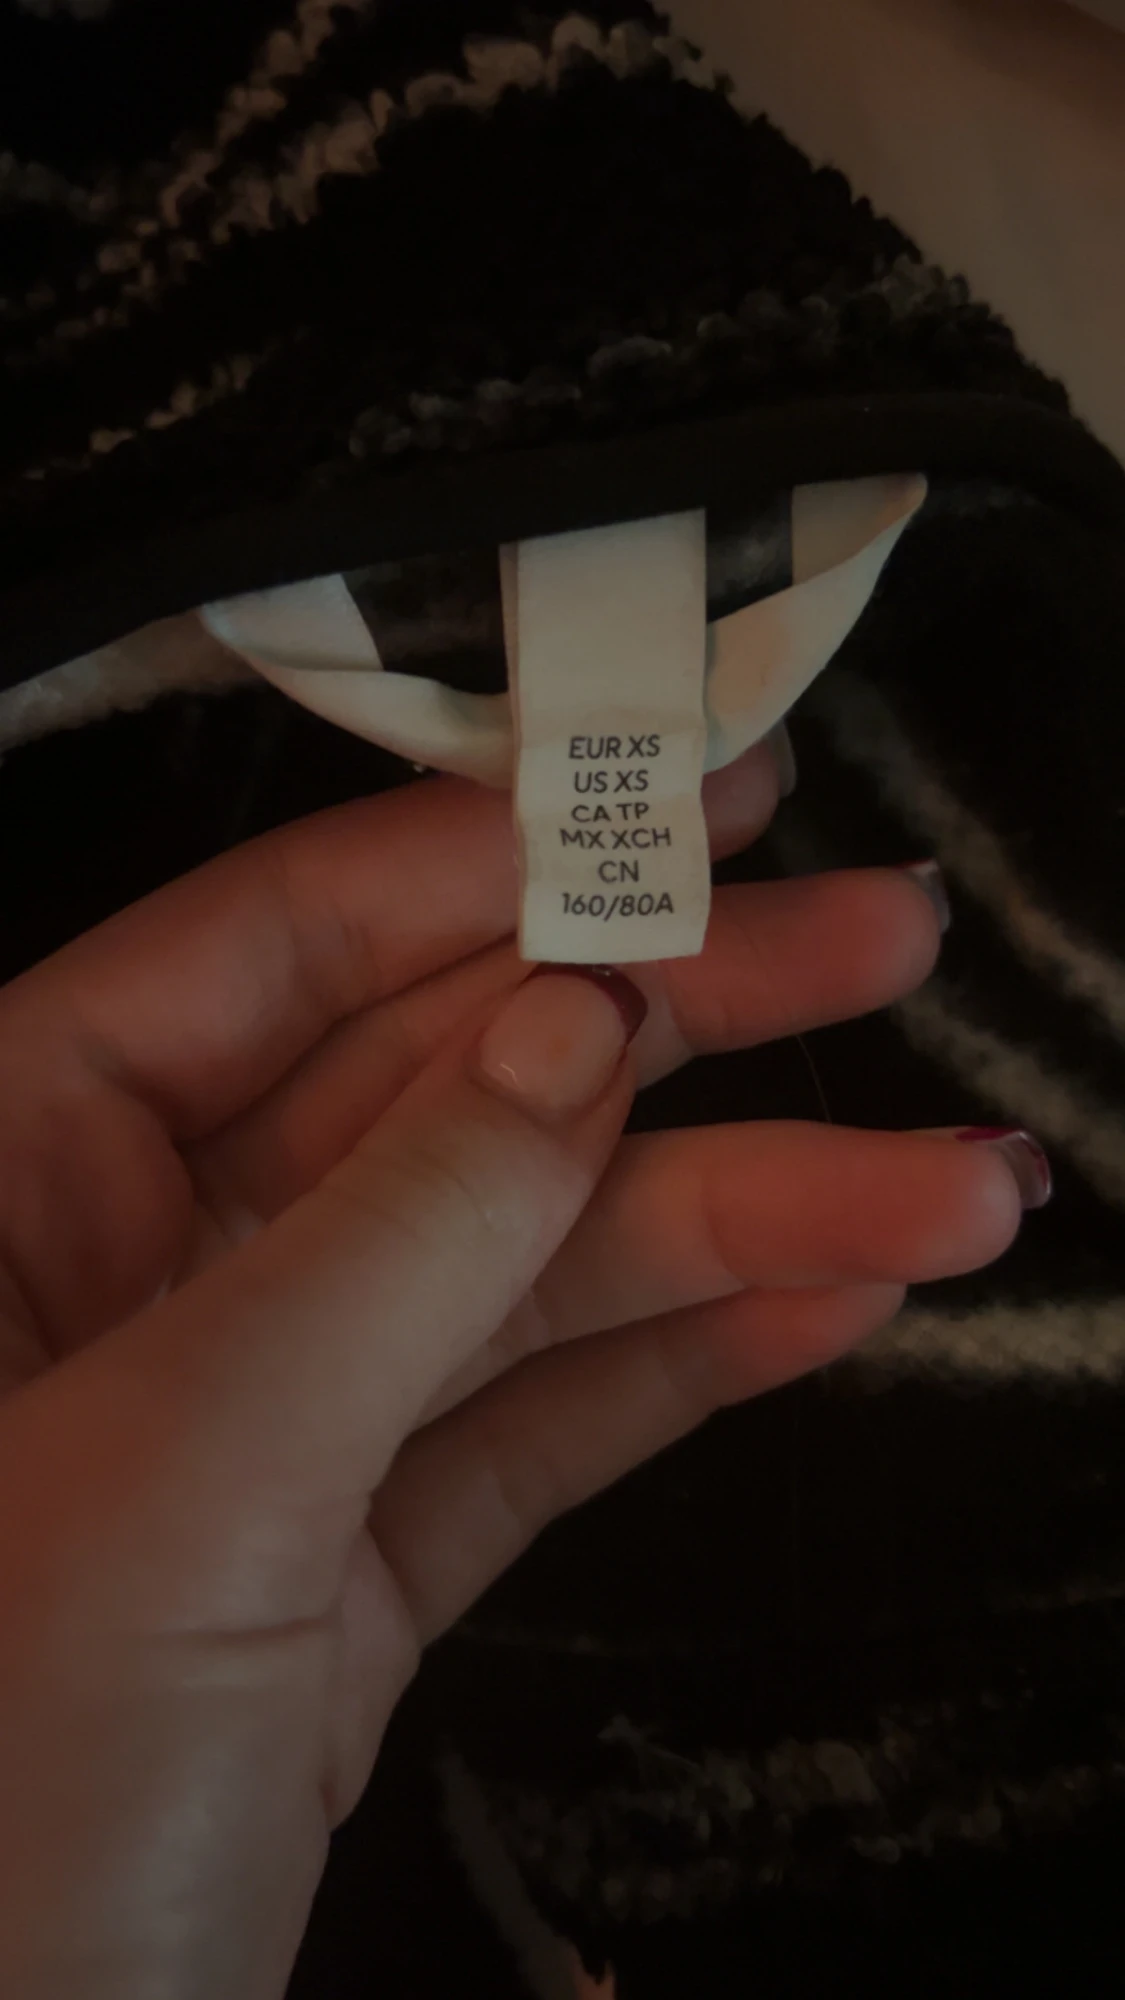 EUR XS
US XS
CA TP
MX XCH
CN
160/80A